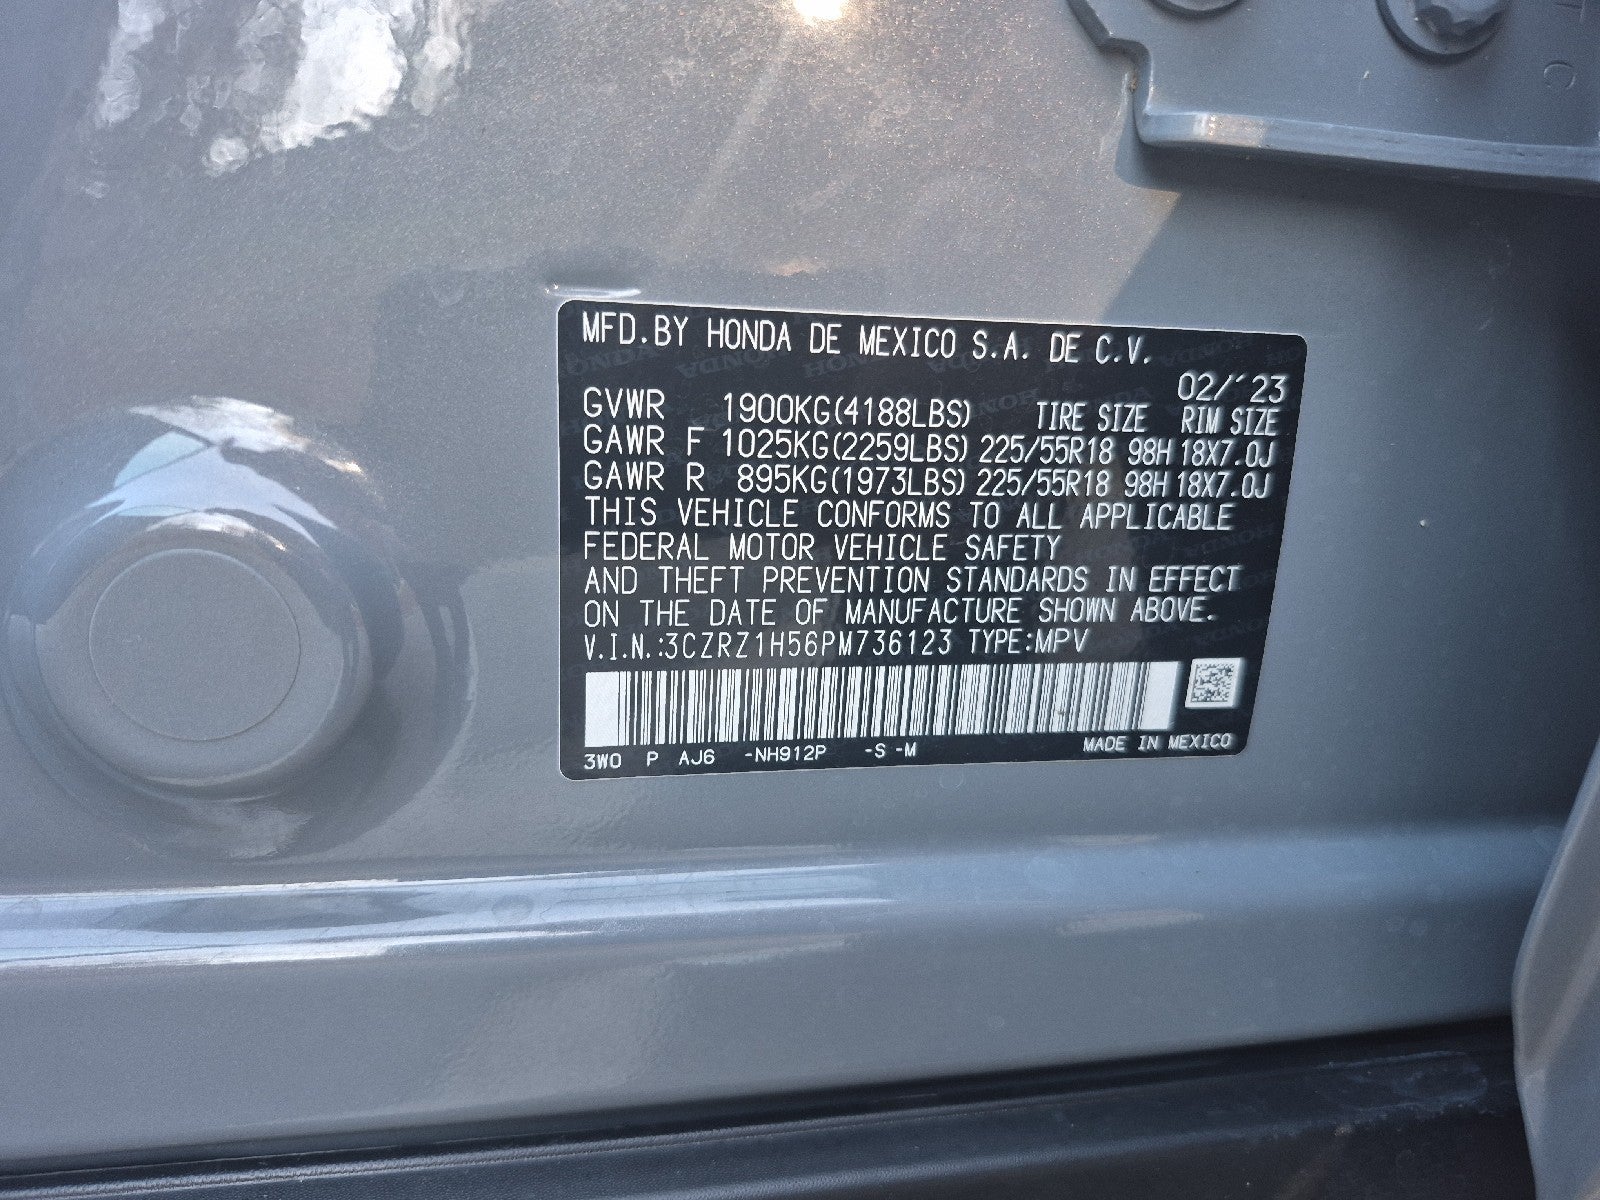 MFD.BY HONDA DE MEXICO S.A. DE C.V.
02/'23
GVWR 1900KG(4188LBS) TIRE SIZE RIM SIZE
GAWR F 1025KG(2259LBS) 225/55R18 98H 18X7.0J
GAWR R 895KG(1973LBS) 225/55R18 98H 18X7.0J
THIS VEHICLE CONFORMS TO ALL APPLICABLE
FEDERAL MOTOR VEHICLE SAFETY
AND THEFT PREVENTION STANDARDS IN EFFECT
ON THE DATE OF MANUFACTURE SHOWN ABOVE.
V.I.N.:3CZRZ1H56PM736123 TYPE:MPV
3W0 P AJ6 -NH912P -S -M MADE IN MEXICO